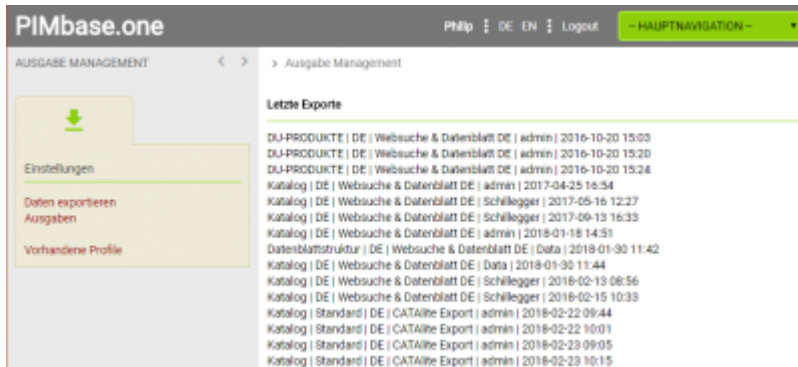 PIMbase.one
Philip ⋮ DE EN ⋮ Logout
-- HAUPTNAVIGATION --
AUSGABE MANAGEMENT < >
> Ausgabe Management
Letzte Exporte
DU-PRODUKTE | DE | Websuche & Datenblatt DE | admin | 2016-10-20 15:03
DU-PRODUKTE | DE | Websuche & Datenblatt DE | admin | 2016-10-20 15:20
DU-PRODUKTE | DE | Websuche & Datenblatt DE | admin | 2016-10-20 15:24
Katalog | DE | Websuche & Datenblatt DE | admin | 2017-04-25 16:54
Katalog | DE | Websuche & Datenblatt DE | Schillegger | 2017-05-16 12:27
Katalog | DE | Websuche & Datenblatt DE | Schillegger | 2017-09-13 16:33
Katalog | DE | Websuche & Datenblatt DE | admin | 2018-01-18 14:51
Datenblattstruktur | DE | Websuche & Datenblatt DE | Data | 2018-01-30 11:42
Katalog | DE | Websuche & Datenblatt DE | Data | 2018-01-30 11:44
Katalog | DE | Websuche & Datenblatt DE | Schillegger | 2018-02-13 08:56
Katalog | DE | Websuche & Datenblatt DE | Schillegger | 2018-02-15 10:33
Katalog | Standard | DE | CATAlite Export | admin | 2018-02-22 09:44
Katalog | Standard | DE | CATAlite Export | admin | 2018-02-22 10:01
Katalog | Standard | DE | CATAlite Export | admin | 2018-02-23 09:05
Katalog | Standard | DE | CATAlite Export | admin | 2018-02-23 10:15
Einstellungen
Daten exportieren
Ausgaben
Vorhandene Profile